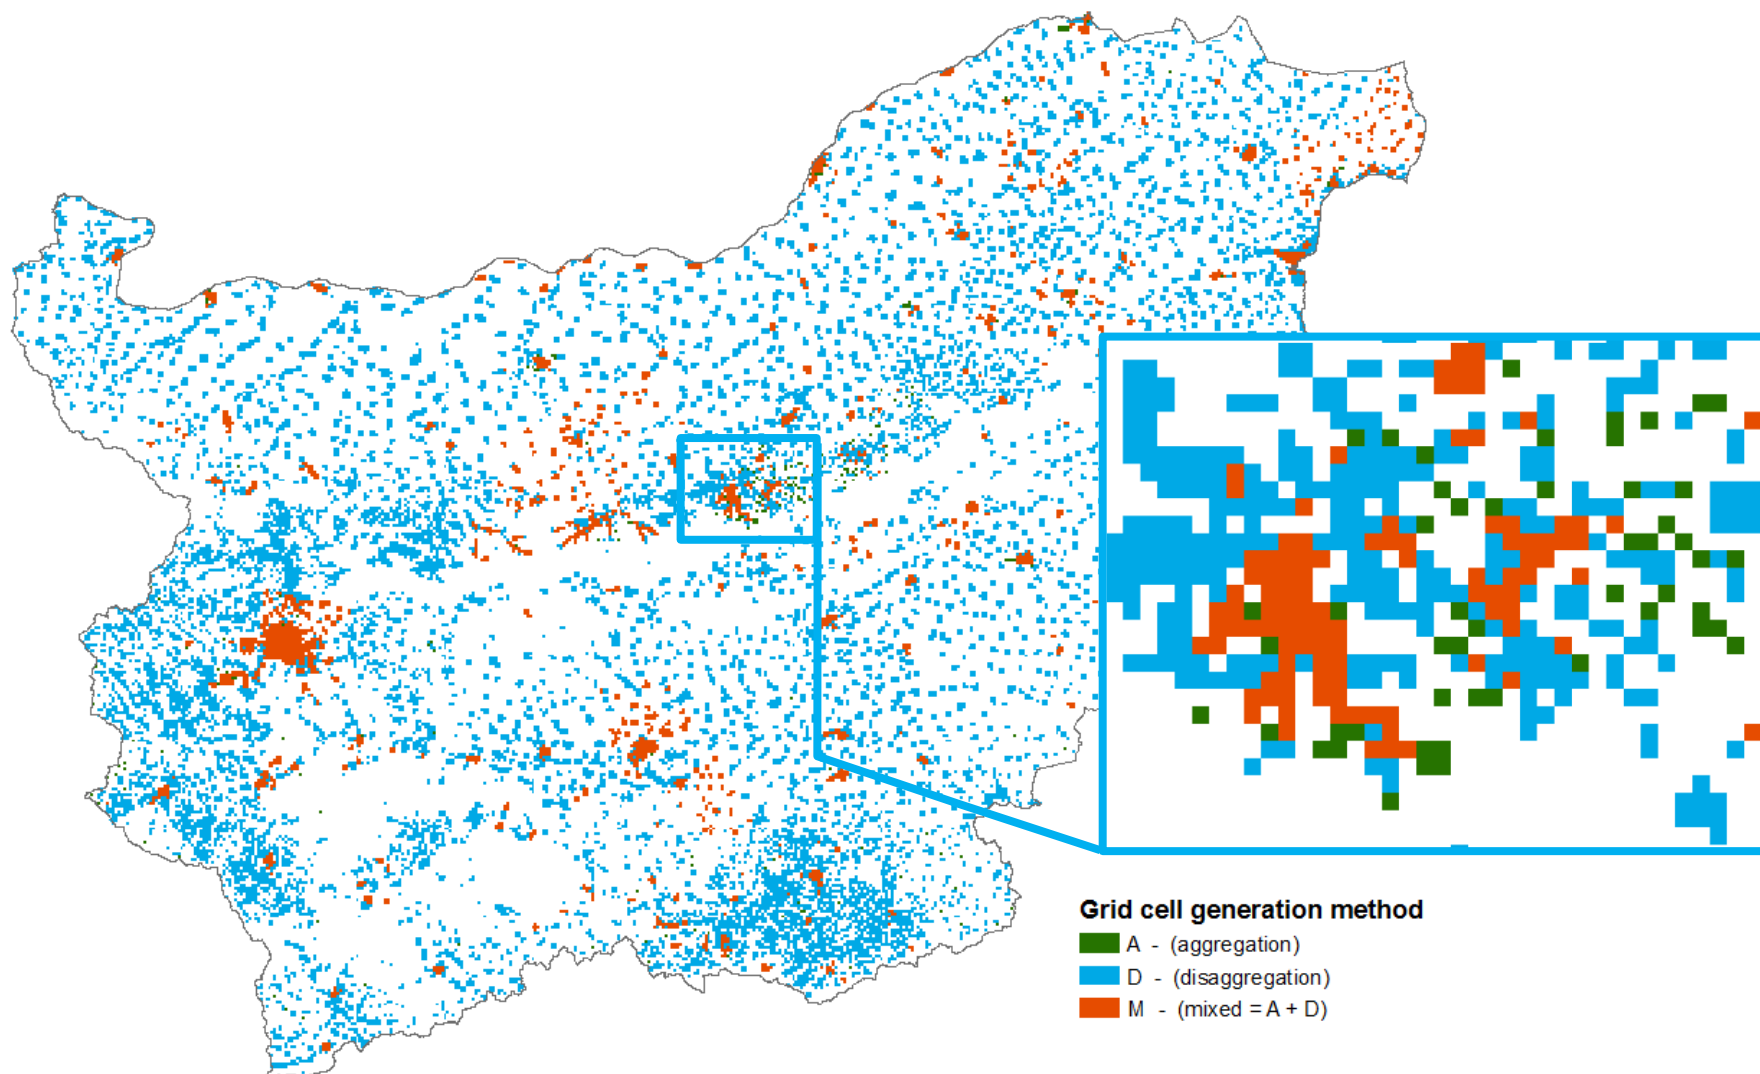 Grid cell generation method
A - (aggregation)
D - (disaggregation)
M - (mixed = A + D)